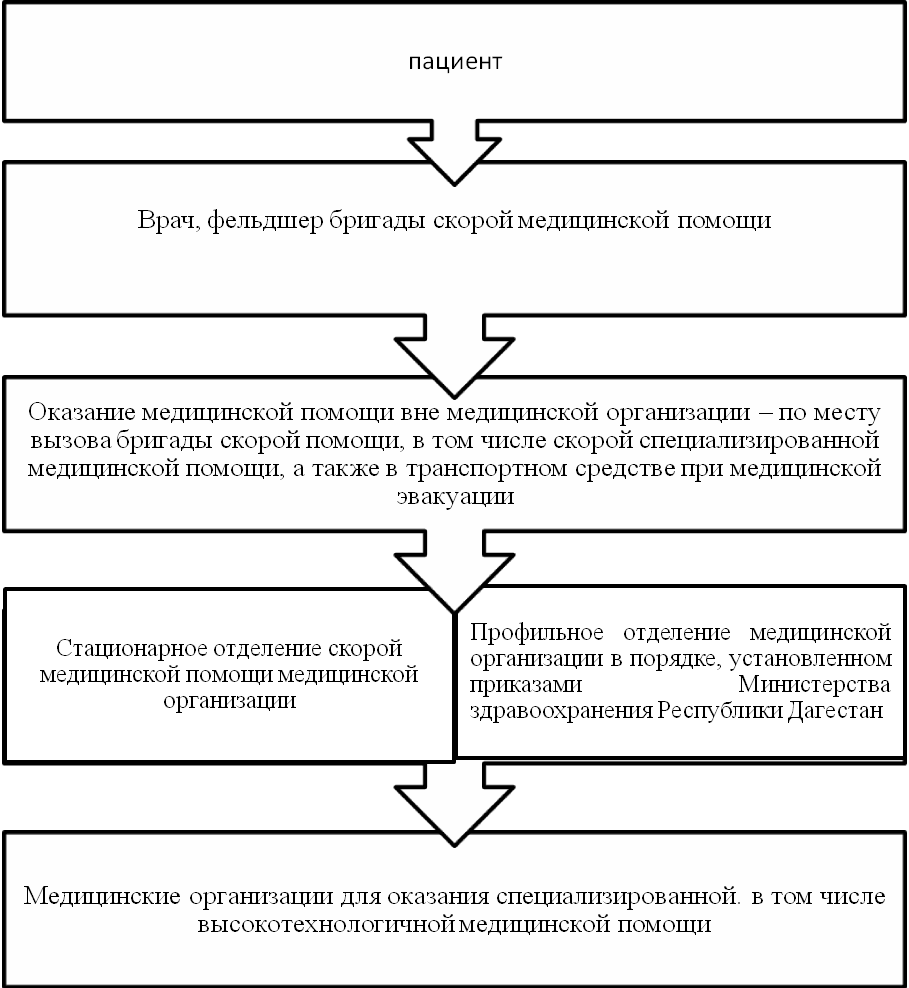 пациент
Врач, фельдшер бригады скорой медицинской помощи
Оказание медицинской помощи вне медицинской организации – по месту
вызова бригады скорой помощи, в том числе скорой специализированной
медицинской помощи, а также в транспортном средстве при медицинской
эвакуации
Стационарное отделение скорой
медицинской помощи медицинской
организации
Профильное отделение медицинской
организации в порядке, установленном
приказами Министерства
здравоохранения Республики Дагестан
Медицинские организации для оказания специализированной. в том числе
высокотехнологичной медицинской помощи